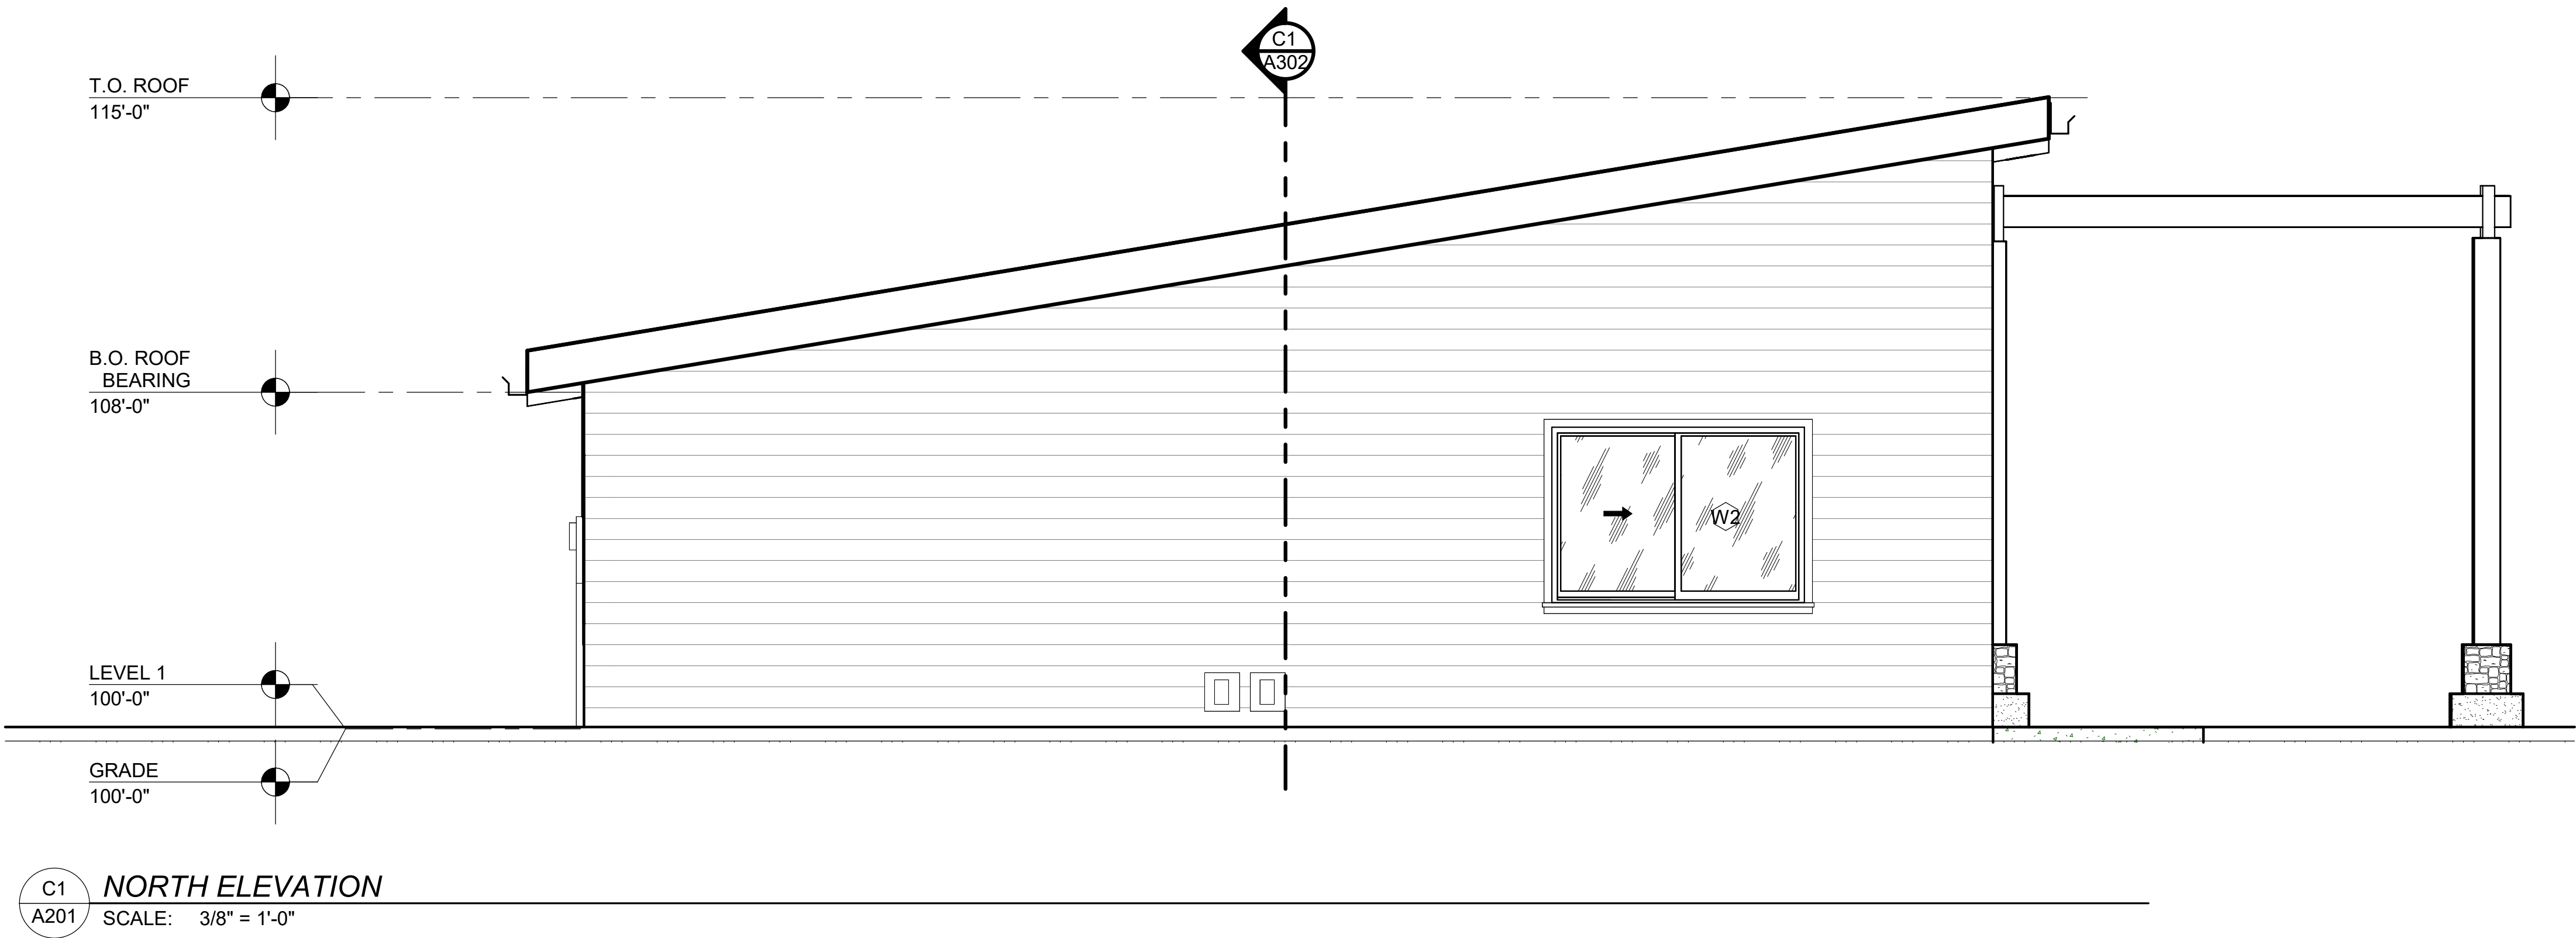 C1
A302
T.O. ROOF
115'-0"
B.O. ROOF
BEARING
108'-0"
W2
LEVEL 1
100'-0"
GRADE
100'-0"
C1
A201
NORTH ELEVATION
SCALE: 3/8" = 1'-0"